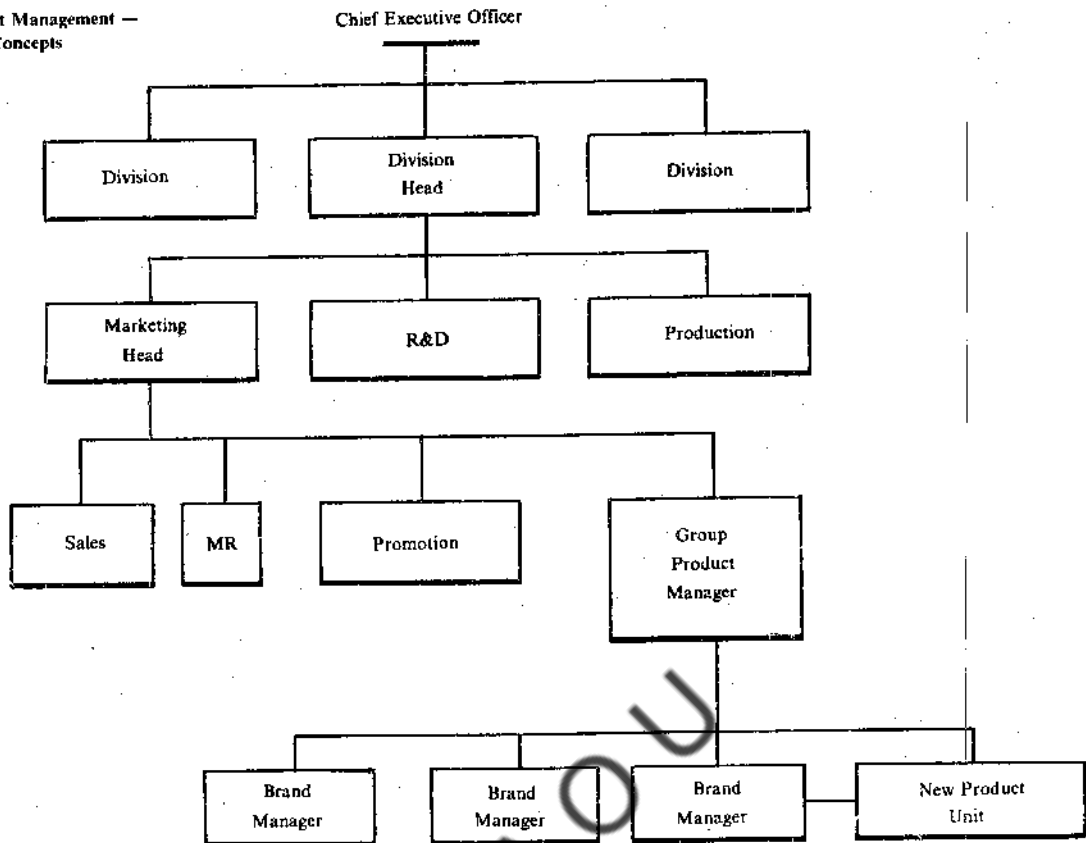 t Management —
Concepts
Chief Executive Officer
Division
Division
Head
Division
Marketing
Head
R&D
Production
Sales
MR
Promotion
Group
Product
Manager
Brand
Manager
Brand
Manager
Brand
Manager
New Product
Unit
O U